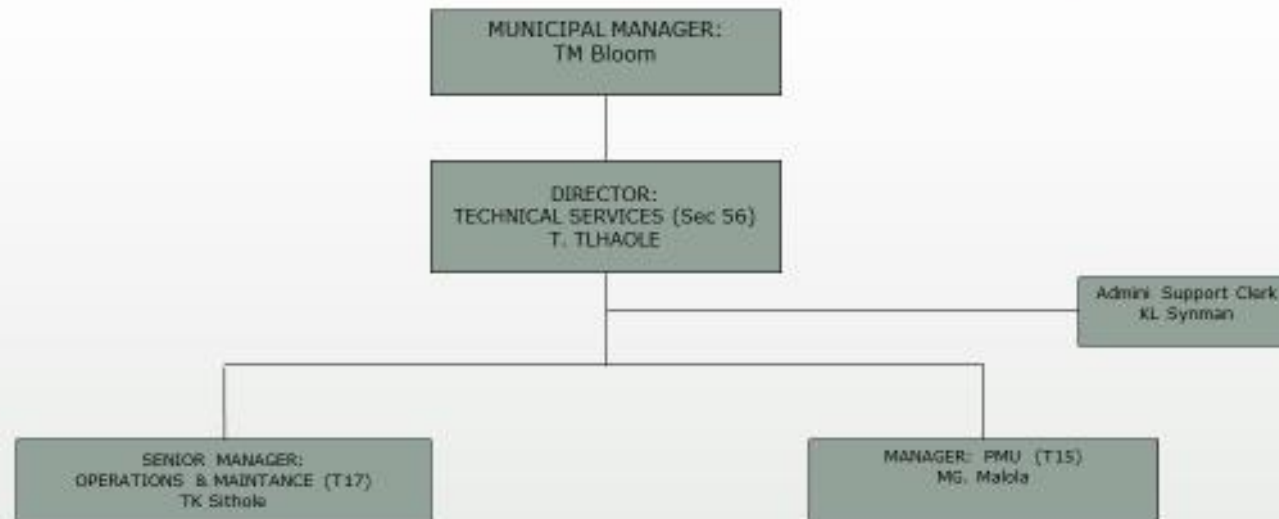 MUNICIPAL MANAGER:
TM Bloom
DIRECTOR:
TECHNICAL SERVICES (Sec 56)
T. TLHAOLE
Admini Support Clerk
KL Synman
SENIOR MANAGER:
OPERATIONS & MAINTANCE (T17)
TK Sithole
MANAGER: PMU (T15)
MG. Malola